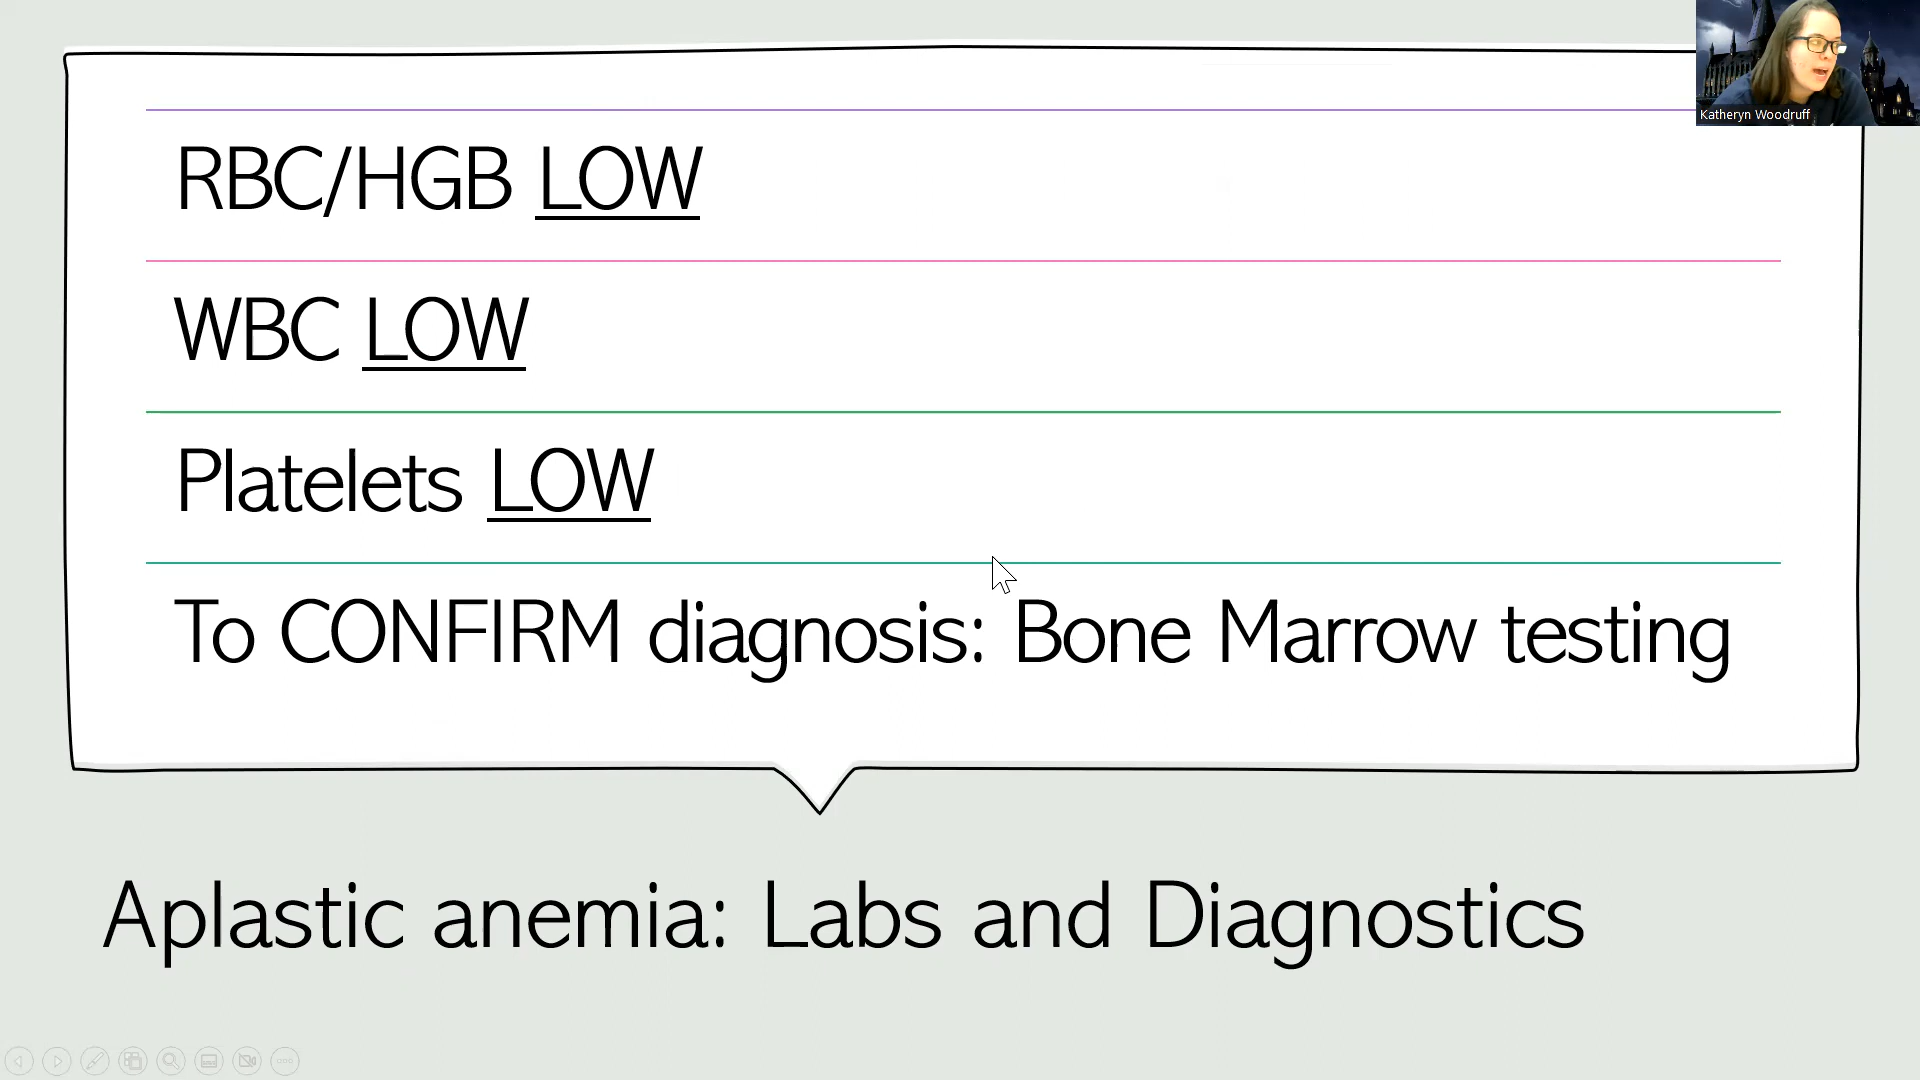 Katheryn Woodruff
RBC/HGB LOW
WBC LOW
Platelets LOW
To CONFIRM diagnosis: Bone Marrow testing
Aplastic anemia: Labs and Diagnostics